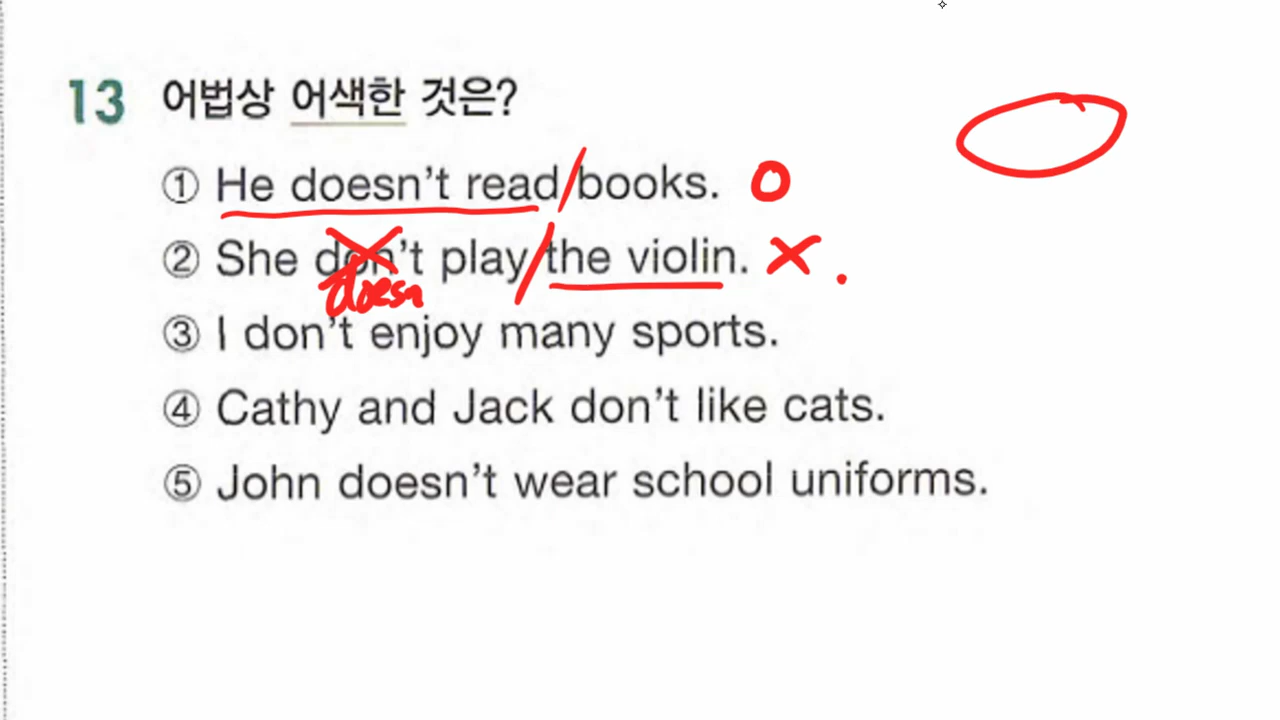 13 어법상 어색한 것은?
① He doesn't read/books. O
② She don't play/the violin. X .
doesn
③ I don't enjoy many sports.
④ Cathy and Jack don't like cats.
⑤ John doesn't wear school uniforms.